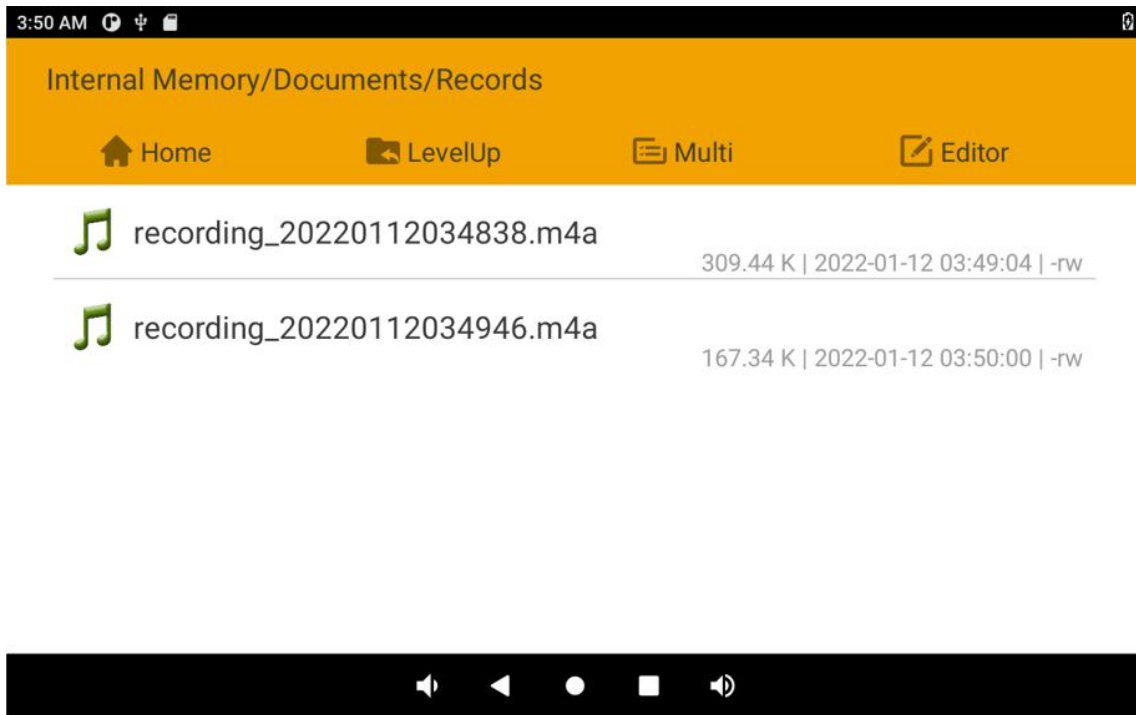 3:50 AM
Internal Memory/Documents/Records
Home LevelUp Multi Editor
recording_20220112034838.m4a
309.44 K | 2022-01-12 03:49:04 | -rw
recording_20220112034946.m4a
167.34 K | 2022-01-12 03:50:00 | -rw